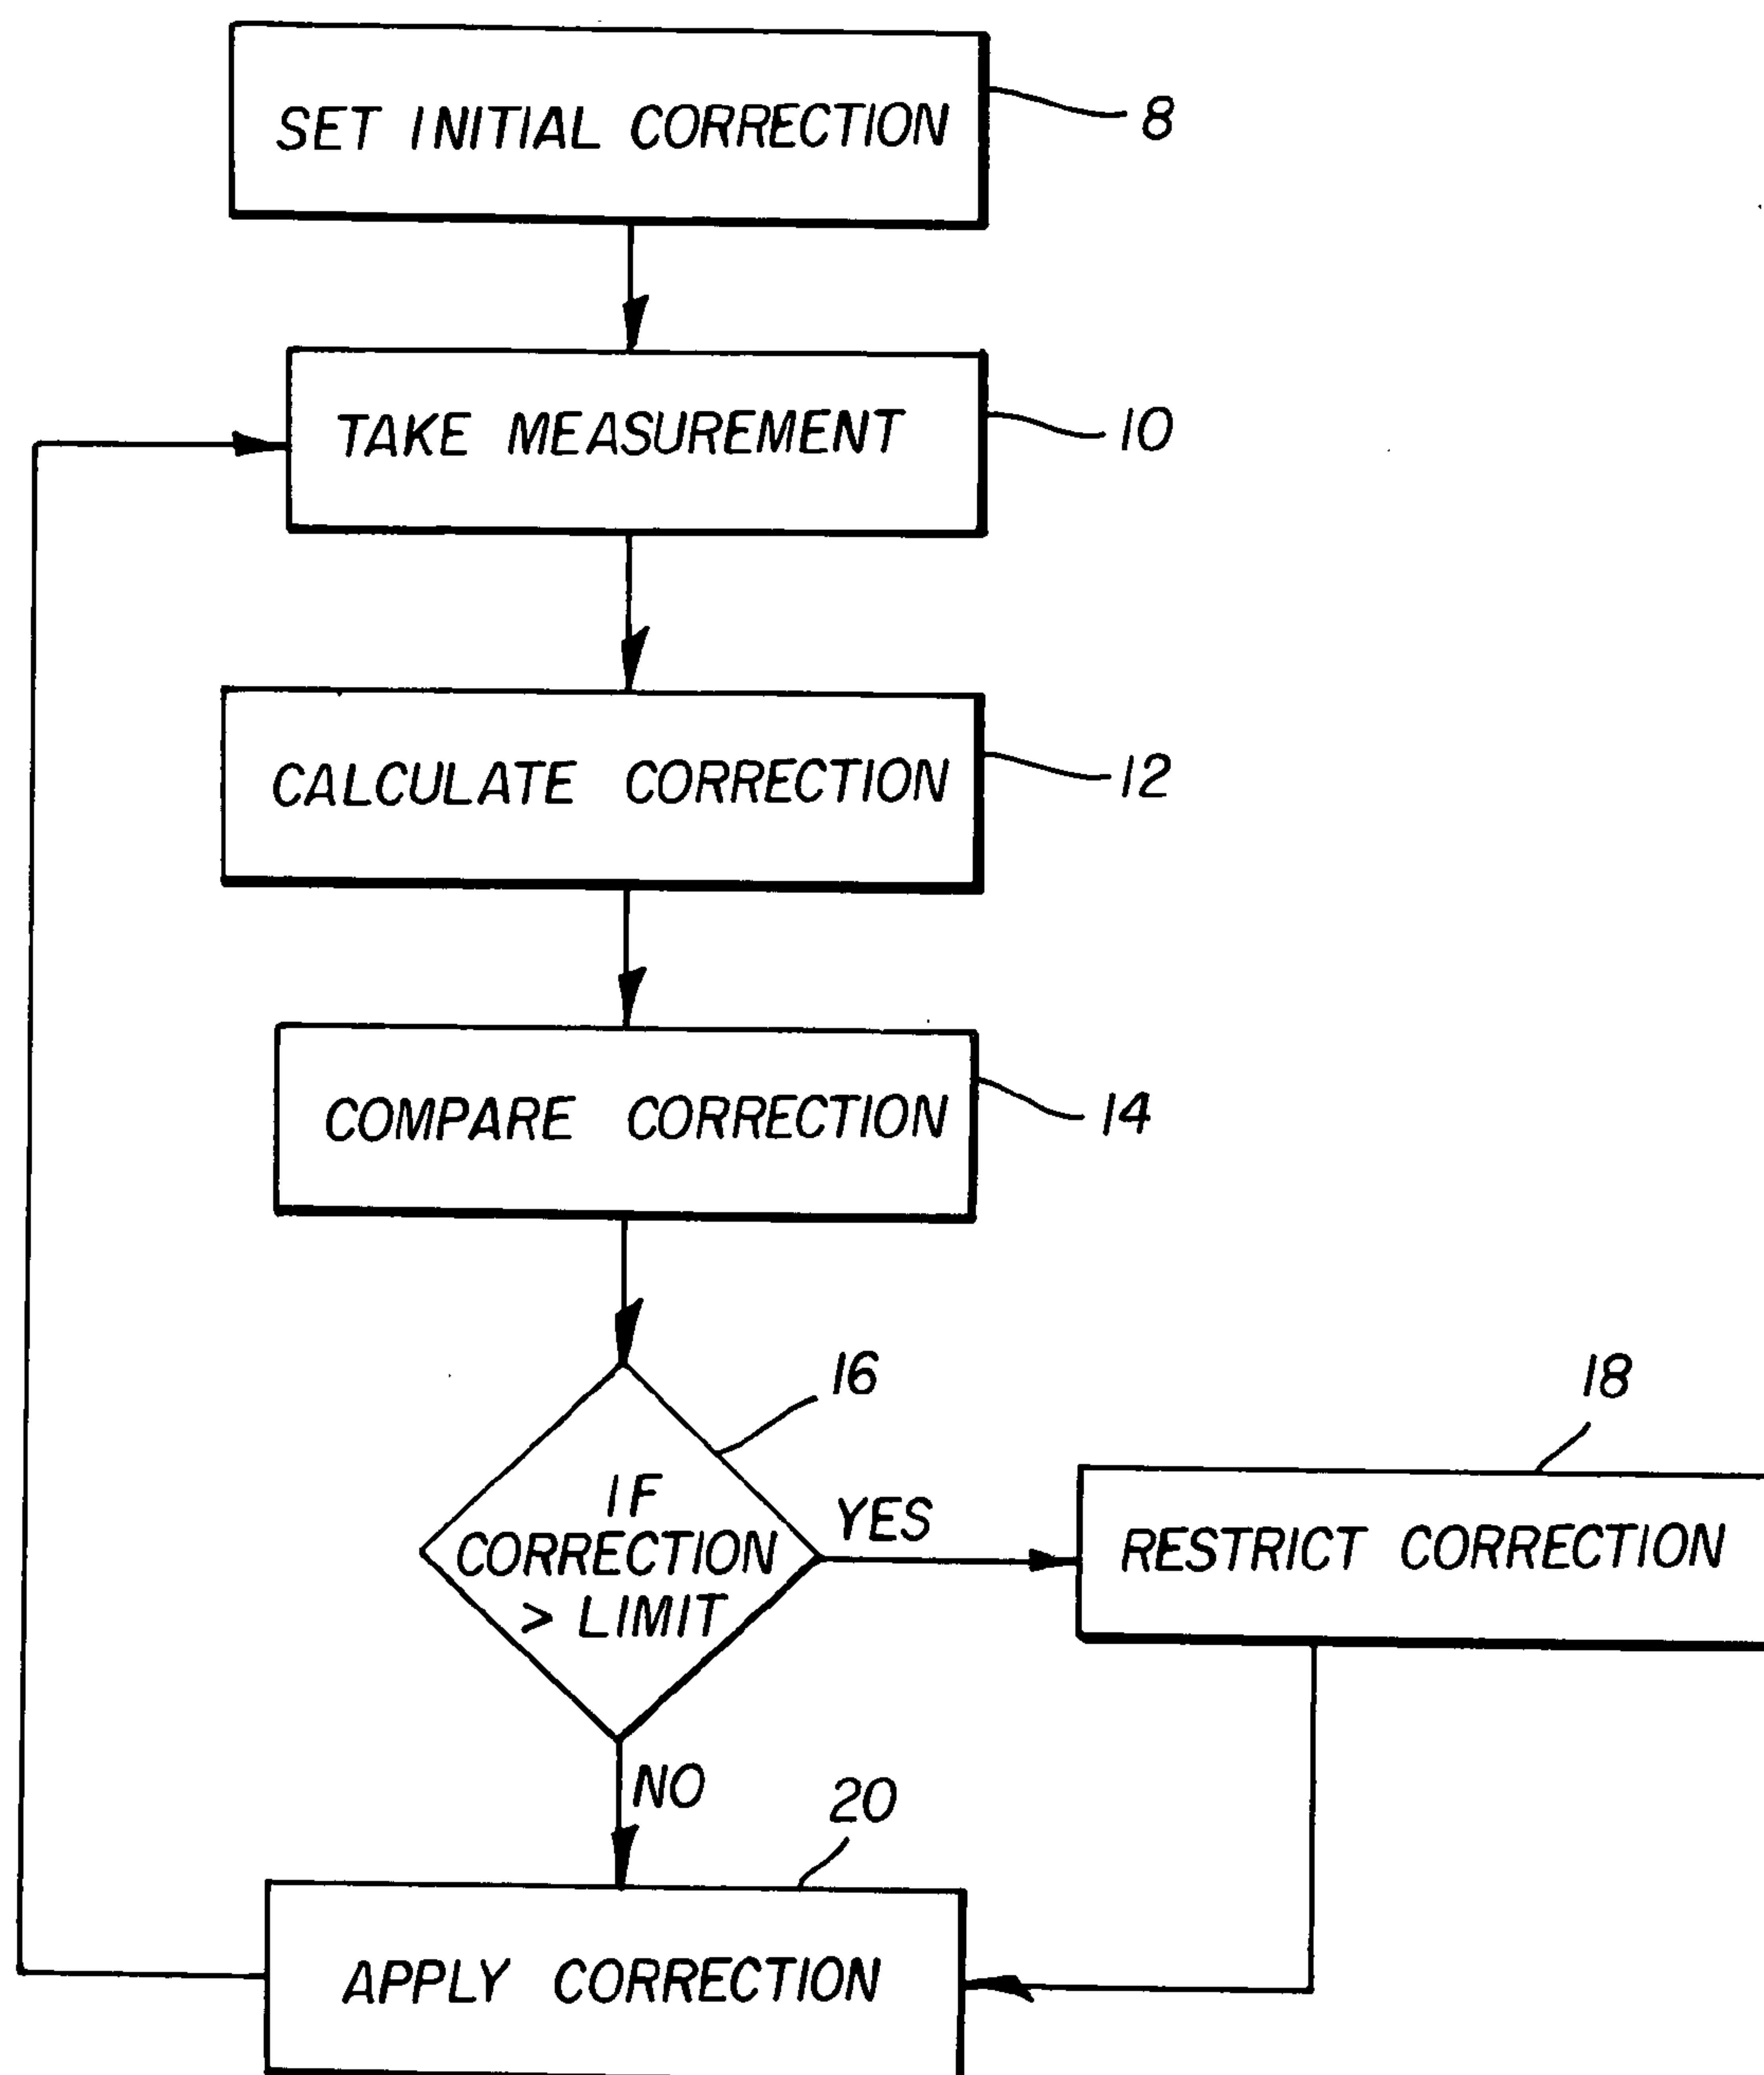 SET INITIAL CORRECTION
8
TAKE MEASUREMENT
10
CALCULATE CORRECTION
12
COMPARE CORRECTION
14
16
IF
CORRECTION
> LIMIT
YES
18
RESTRICT CORRECTION
NO
20
APPLY CORRECTION